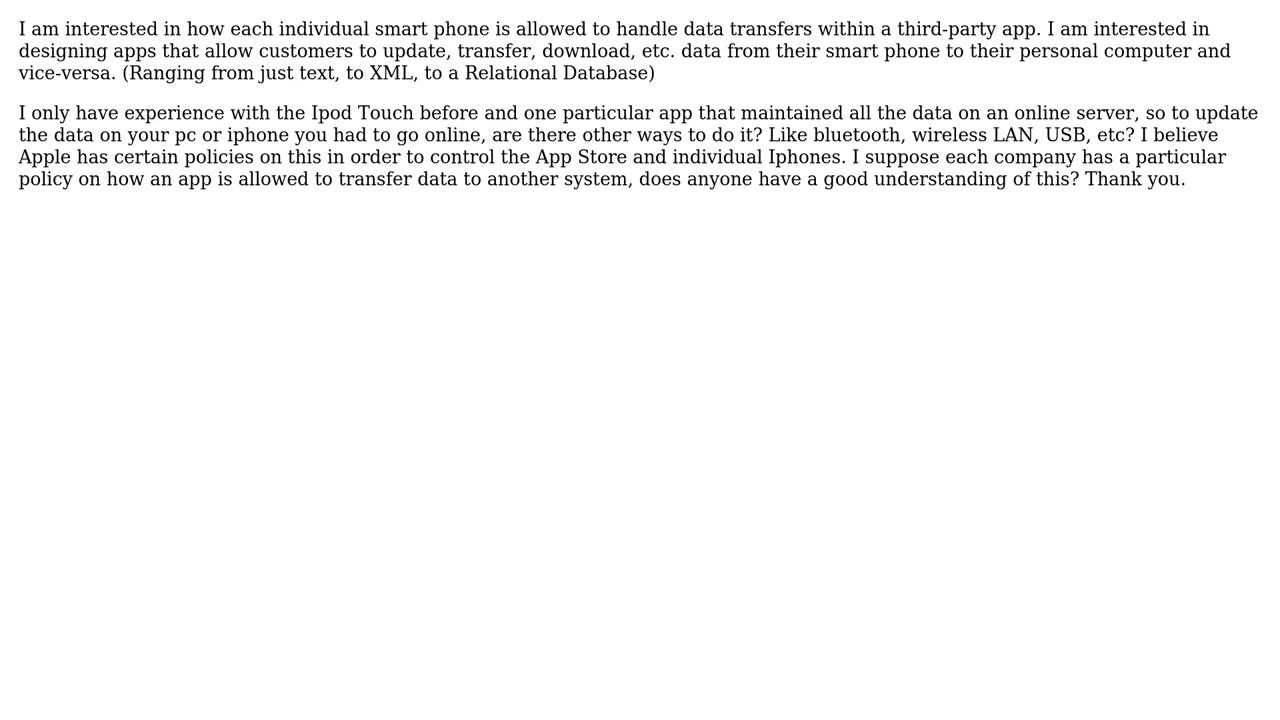 I am interested in how each individual smart phone is allowed to handle data transfers within a third-party app. I am interested in
designing apps that allow customers to update, transfer, download, etc. data from their smart phone to their personal computer and
vice-versa. (Ranging from just text, to XML, to a Relational Database)
I only have experience with the Ipod Touch before and one particular app that maintained all the data on an online server, so to update
the data on your pc or iphone you had to go online, are there other ways to do it? Like bluetooth, wireless LAN, USB, etc? I believe
Apple has certain policies on this in order to control the App Store and individual Iphones. I suppose each company has a particular
policy on how an app is allowed to transfer data to another system, does anyone have a good understanding of this? Thank you.